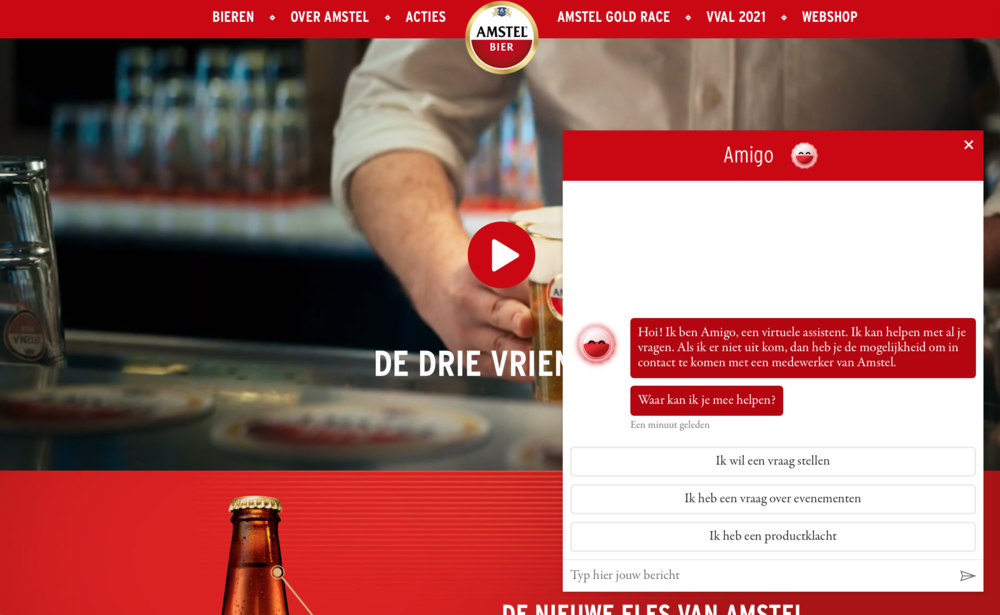 BIEREN
OVER AMSTEL
ACTIES
AMSTEL
BIER
AMSTEL GOLD RACE
VVAL 2021
WEBSHOP
Amigo
Hoi! Ik ben Amigo, een virtuele assistent. Ik kan helpen met al je
vragen. Als ik er niet uit kom, dan heb je de mogelijkheid om in
contact te komen met een medewerker van Amstel.
DE DRIE VRIEN
Waar kan ik je mee helpen?
Een minuut geleden
Ik wil een vraag stellen
Ik heb een vraag over evenementen
Ik heb een productklacht
Typ hier jouw bericht
DE NIEUWE FLES VAN AMSTEL